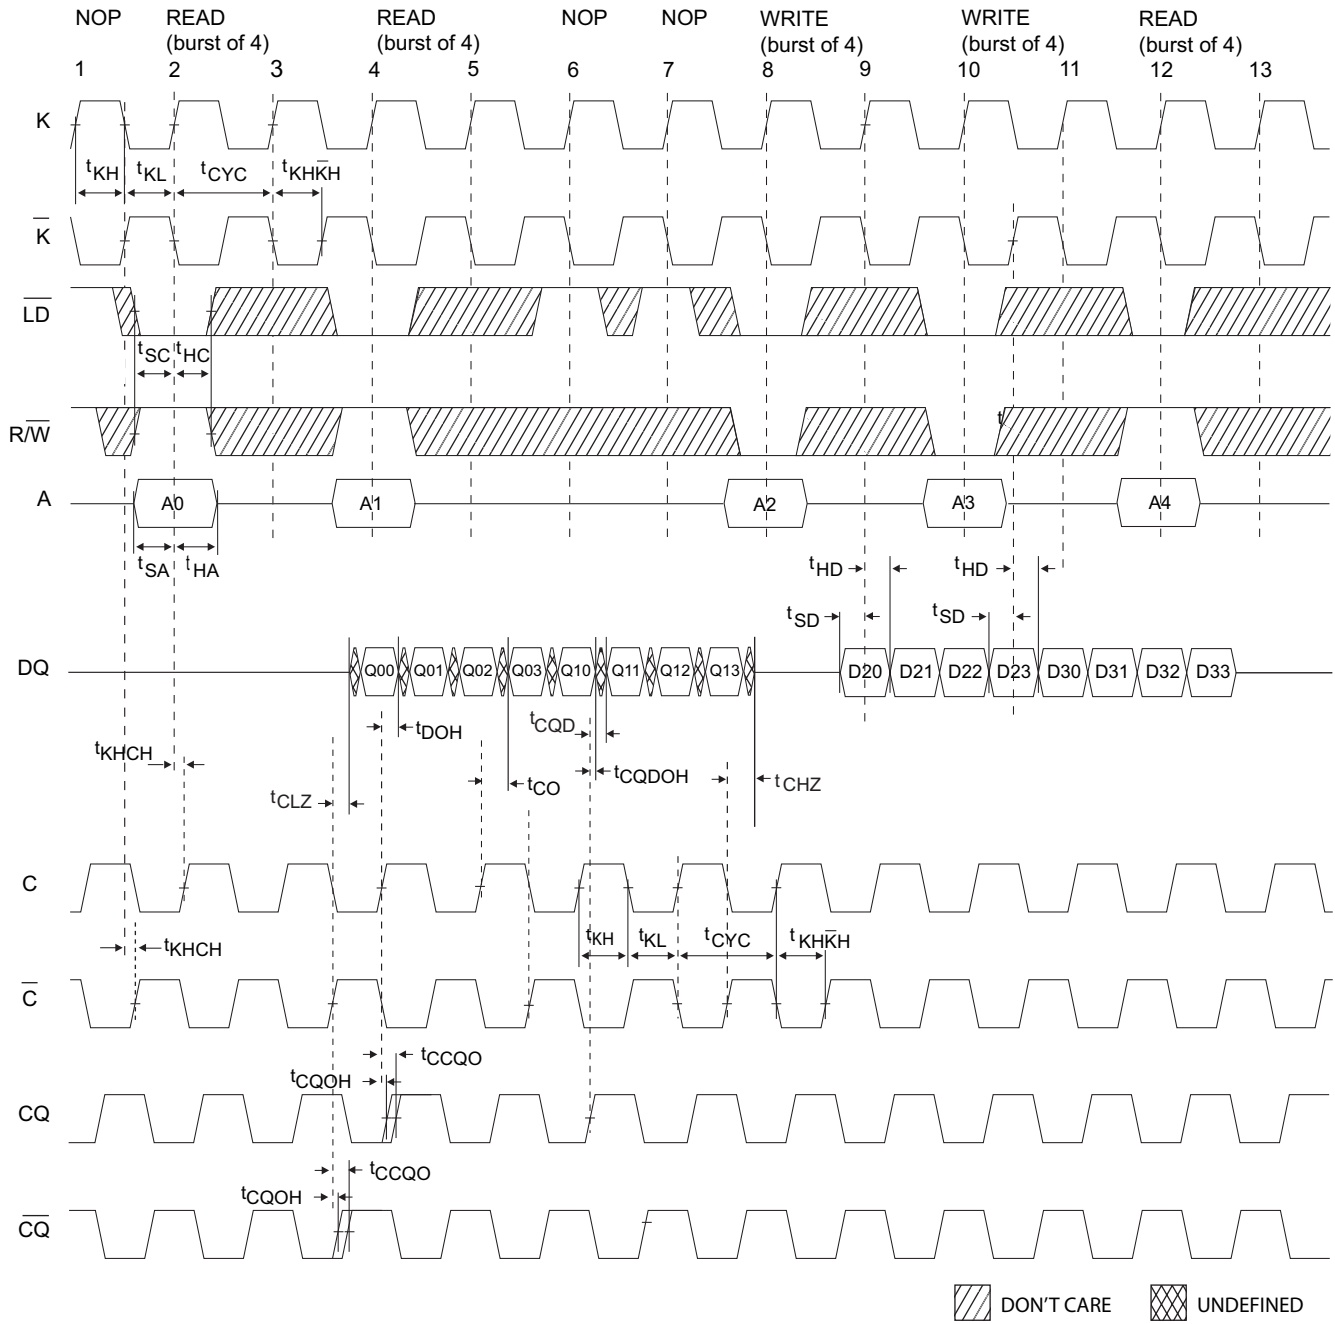 NOP READ NOP NOP WRITE WRITE READ
READ
(burst of 4) (burst of 4) (burst of 4) (burst of 4) (burst of 4)
1 2 3 4 5 6 7 8 9 10 11 12 13
K
tKH tKL tCYC tKHK̅H
K̅
L̅D̅
tSC tHC
R/W̅
t
A A0 A1 A2 A3 A4
tSA tHA
tHD tHD
tSD tSD
DQ Q00 Q01 Q02 Q03 Q10 Q11 Q12 Q13 D20 D21 D22 D23 D30 D31 D32 D33
tDOH tCQD
tKHCH tCLZ tCO tCQDOH tCHZ
C
tKHCH tKH tKL tCYC tKHK̅H
C̅
tCCQO
tCQOH
CQ
tCCQO
tCQOH
C̅Q̅
DON'T CARE UNDEFINED